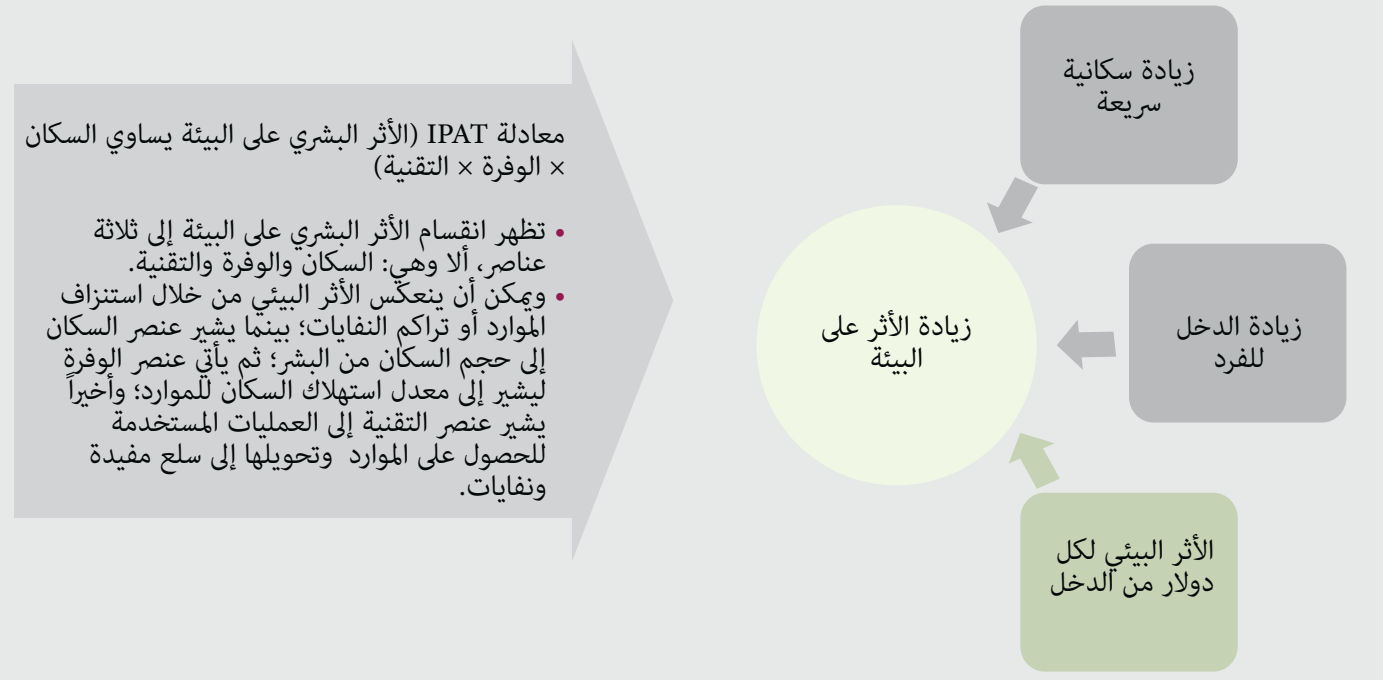 معادلة IPAT (الأثر البشري على البيئة يساوي السكان
× الوفرة × التقنية)
• تظهر انقسام الأثر البشري على البيئة إلى ثلاثة
عناصر، ألا وهي: السكان والوفرة والتقنية.
• ويمكن أن ينعكس الأثر البيئي من خلال استنزاف
الموارد أو تراكم النفايات؛ بينما يشير عنصر السكان
إلى حجم السكان من البشر؛ ثم يأتي عنصر الوفرة
ليشير إلى معدل استهلاك السكان للموارد؛ وأخيراً
يشير عنصر التقنية إلى العمليات المستخدمة
للحصول على الموارد وتحويلها إلى سلع مفيدة
ونفايات.
زيادة سكانية
سريعة
زيادة الدخل
للفرد
الأثر البيئي لكل
دولار من الدخل
زيادة الأثر على
البيئة